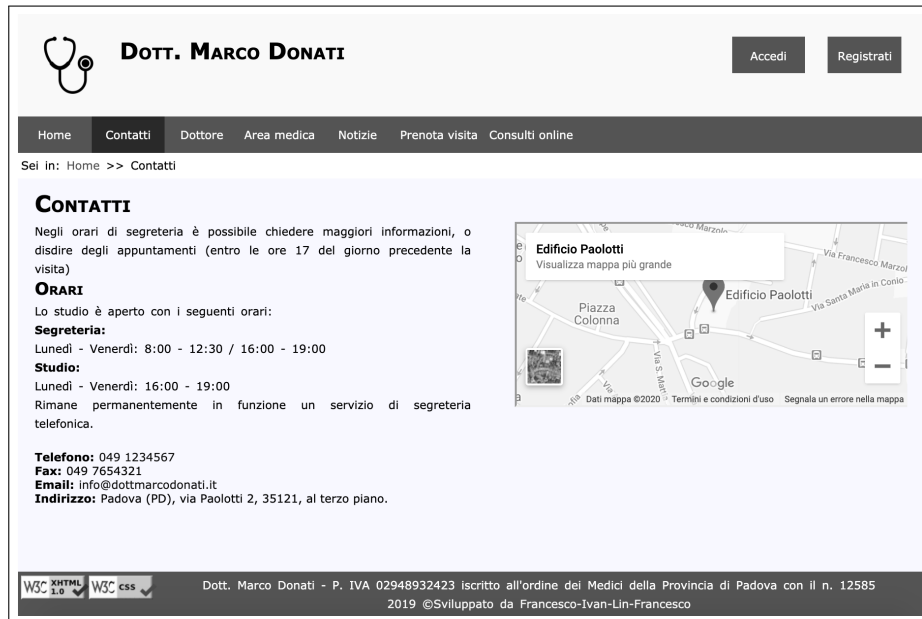 DOTT. MARCO DONATI
Accedi
Registrati
Home Contatti Dottore Area medica Notizie Prenota visita Consulti online
Sei in: Home >> Contatti
CONTATTI
Negli orari di segreteria è possibile chiedere maggiori informazioni, o
disdire degli appuntamenti (entro le ore 17 del giorno precedente la
visita)
ORARI
Lo studio è aperto con i seguenti orari:
Segreteria:
Lunedì - Venerdì: 8:00 - 12:30 / 16:00 - 19:00
Studio:
Lunedì - Venerdì: 16:00 - 19:00
Rimane permanentemente in funzione un servizio di segreteria
telefonica.
Telefono: 049 1234567
Fax: 049 7654321
Email: info@dottmarcodonati.it
Indirizzo: Padova (PD), via Paolotti 2, 35121, al terzo piano.
Edificio Paolotti
Visualizza mappa più grande
Via Francesco Marzol
Via Santa Maria in Conio
Edificio Paolotti
Piazza
Colonna
+
−
Google
Dati mappa ©2020 Termini e condizioni d'uso Segnala un errore nella mappa
W3C XHTML 1.0
W3C css
Dott. Marco Donati - P. IVA 02948932423 iscritto all'ordine dei Medici della Provincia di Padova con il n. 12585
2019 ©Sviluppato da Francesco-Ivan-Lin-Francesco